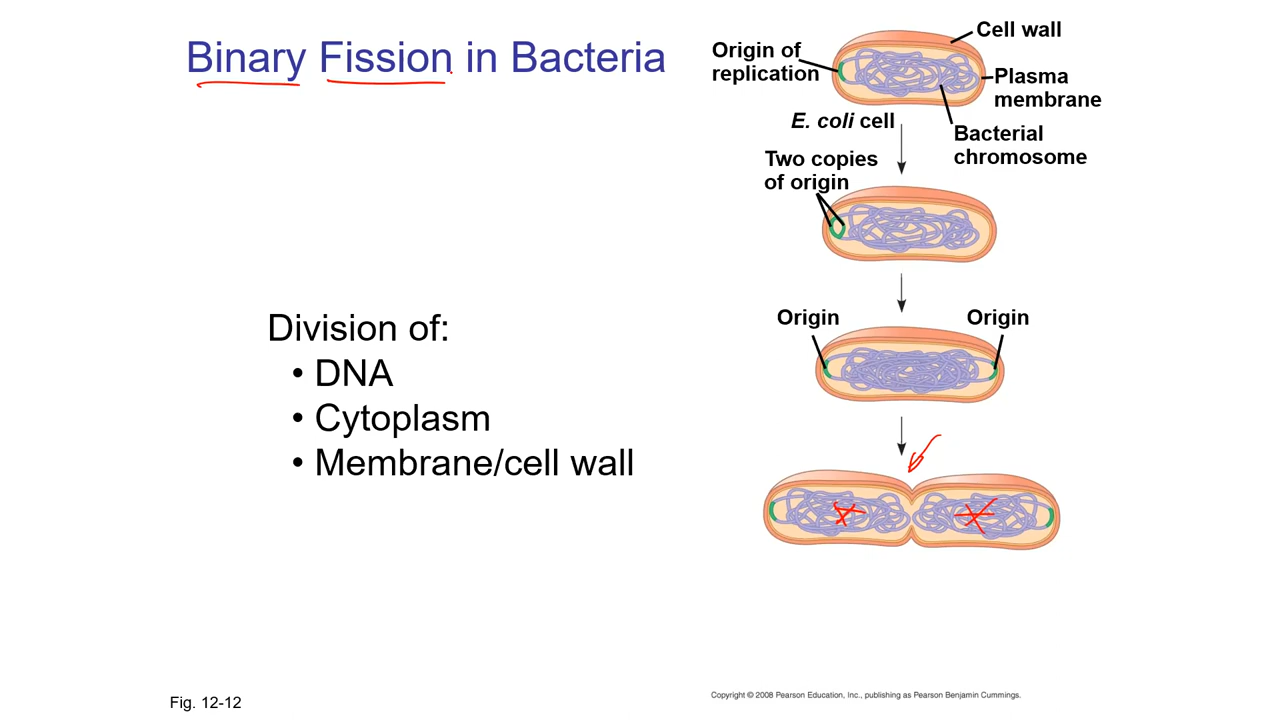 Binary Fission in Bacteria
Cell wall
Origin of
replication
Plasma
membrane
E. coli cell
Bacterial
chromosome
Two copies
of origin
Origin
Origin
Division of:
• DNA
• Cytoplasm
• Membrane/cell wall
Fig. 12-12
Copyright © 2008 Pearson Education, Inc., publishing as Pearson Benjamin Cummings.